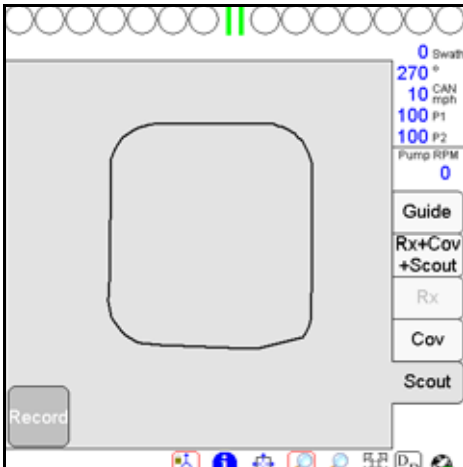 0 Swath
270 °
10 CAN mph
100 P1
100 P2
Pump RPM
0
Guide
Rx+Cov
+Scout
Rx
Cov
Scout
Record